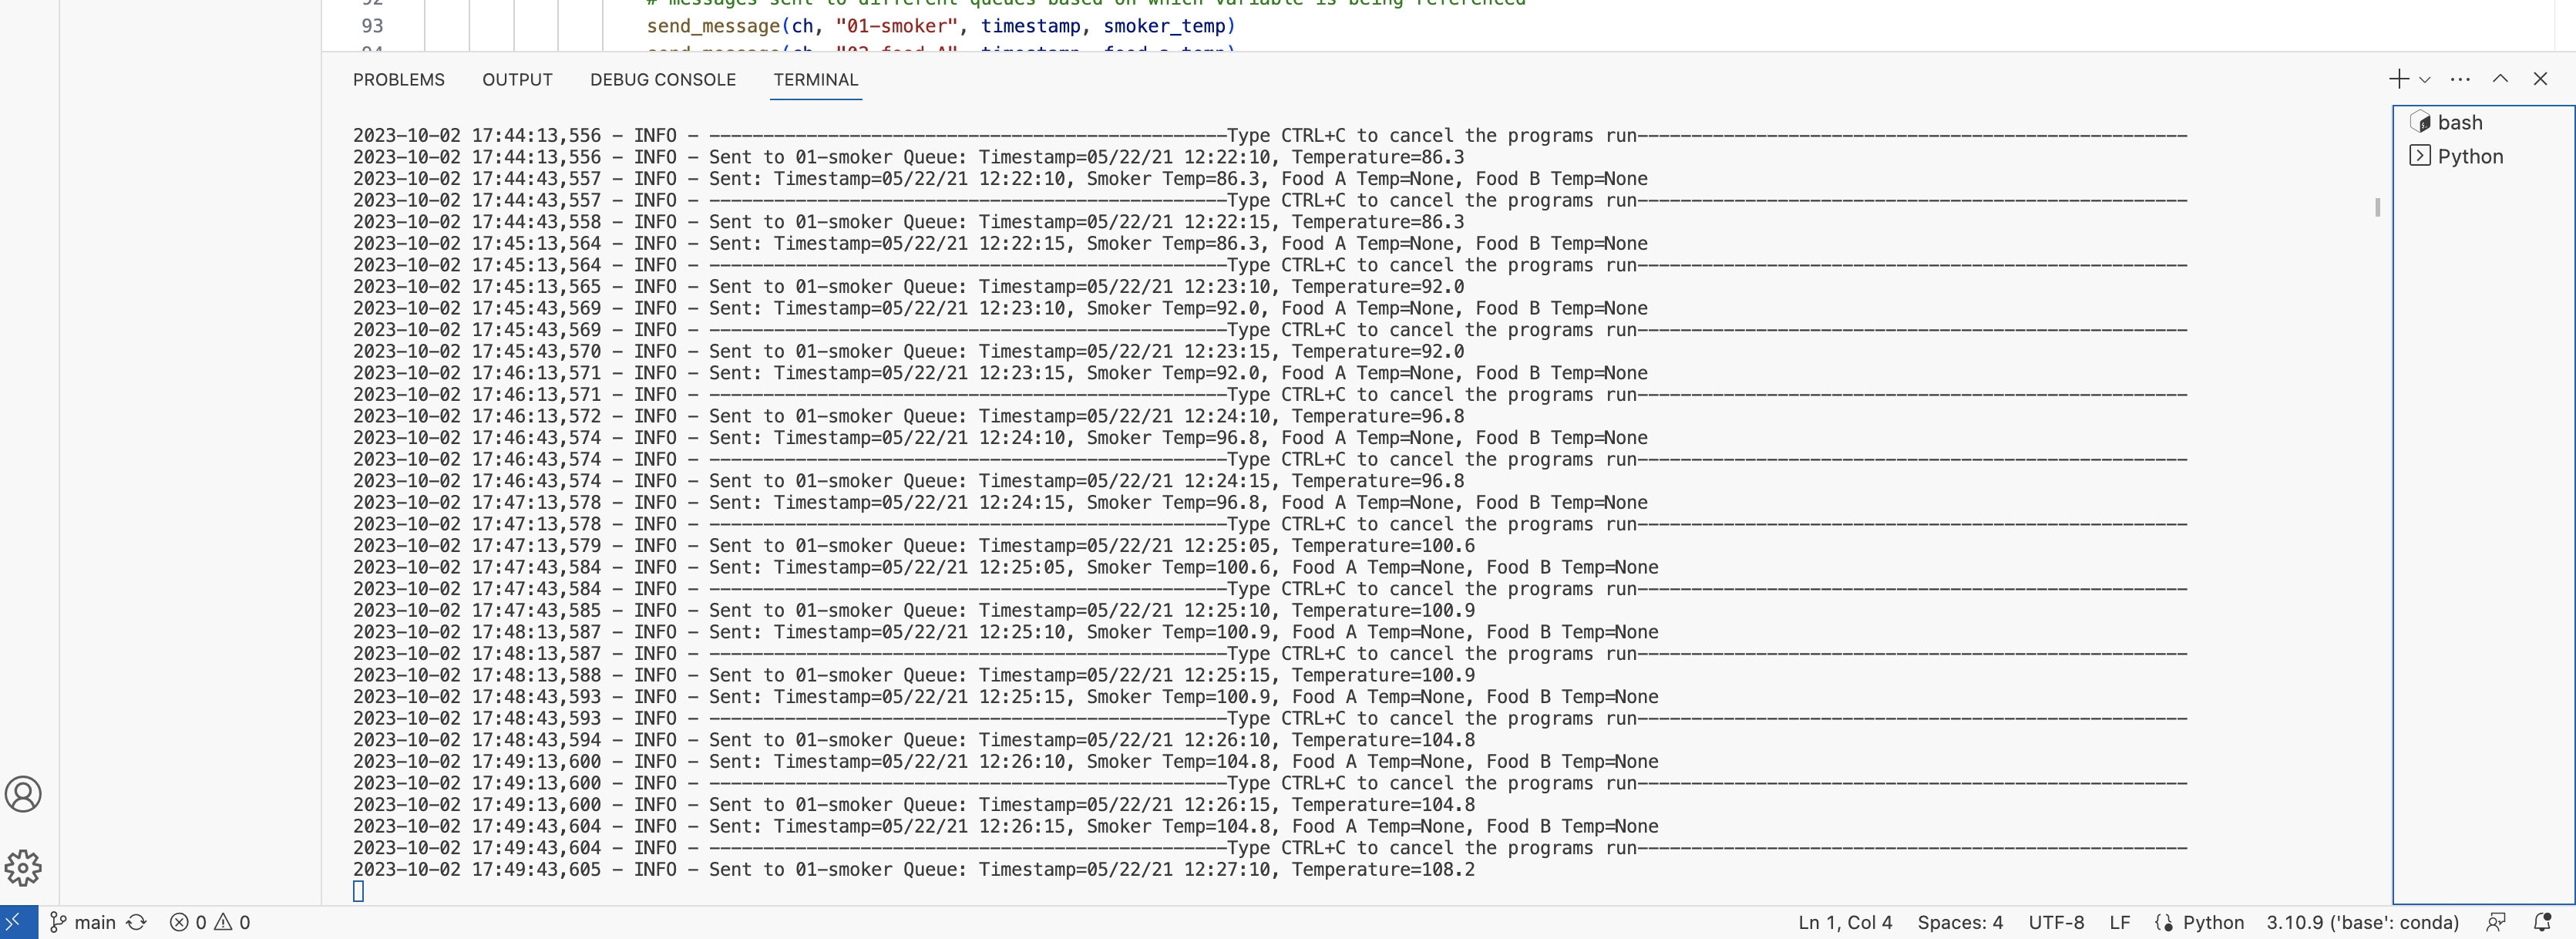 # messages sent to different queues based on which variable is being referenced
93 send_message(ch, "01-smoker", timestamp, smoker_temp)
PROBLEMS OUTPUT DEBUG CONSOLE TERMINAL
2023-10-02 17:44:13,556 - INFO - ------------------------------------------------Type CTRL+C to cancel the programs run---------------------------------------------------
2023-10-02 17:44:13,556 - INFO - Sent to 01-smoker Queue: Timestamp=05/22/21 12:22:10, Temperature=86.3
2023-10-02 17:44:43,557 - INFO - Sent: Timestamp=05/22/21 12:22:10, Smoker Temp=86.3, Food A Temp=None, Food B Temp=None
2023-10-02 17:44:43,557 - INFO - ------------------------------------------------Type CTRL+C to cancel the programs run---------------------------------------------------
2023-10-02 17:44:43,558 - INFO - Sent to 01-smoker Queue: Timestamp=05/22/21 12:22:15, Temperature=86.3
2023-10-02 17:45:13,564 - INFO - Sent: Timestamp=05/22/21 12:22:15, Smoker Temp=86.3, Food A Temp=None, Food B Temp=None
2023-10-02 17:45:13,564 - INFO - ------------------------------------------------Type CTRL+C to cancel the programs run---------------------------------------------------
2023-10-02 17:45:13,565 - INFO - Sent to 01-smoker Queue: Timestamp=05/22/21 12:23:10, Temperature=92.0
2023-10-02 17:45:43,569 - INFO - Sent: Timestamp=05/22/21 12:23:10, Smoker Temp=92.0, Food A Temp=None, Food B Temp=None
2023-10-02 17:45:43,569 - INFO - ------------------------------------------------Type CTRL+C to cancel the programs run---------------------------------------------------
2023-10-02 17:45:43,570 - INFO - Sent to 01-smoker Queue: Timestamp=05/22/21 12:23:15, Temperature=92.0
2023-10-02 17:46:13,571 - INFO - Sent: Timestamp=05/22/21 12:23:15, Smoker Temp=92.0, Food A Temp=None, Food B Temp=None
2023-10-02 17:46:13,571 - INFO - ------------------------------------------------Type CTRL+C to cancel the programs run---------------------------------------------------
2023-10-02 17:46:13,572 - INFO - Sent to 01-smoker Queue: Timestamp=05/22/21 12:24:10, Temperature=96.8
2023-10-02 17:46:43,574 - INFO - Sent: Timestamp=05/22/21 12:24:10, Smoker Temp=96.8, Food A Temp=None, Food B Temp=None
2023-10-02 17:46:43,574 - INFO - ------------------------------------------------Type CTRL+C to cancel the programs run---------------------------------------------------
2023-10-02 17:46:43,574 - INFO - Sent to 01-smoker Queue: Timestamp=05/22/21 12:24:15, Temperature=96.8
2023-10-02 17:47:13,578 - INFO - Sent: Timestamp=05/22/21 12:24:15, Smoker Temp=96.8, Food A Temp=None, Food B Temp=None
2023-10-02 17:47:13,578 - INFO - ------------------------------------------------Type CTRL+C to cancel the programs run---------------------------------------------------
2023-10-02 17:47:13,579 - INFO - Sent to 01-smoker Queue: Timestamp=05/22/21 12:25:05, Temperature=100.6
2023-10-02 17:47:43,584 - INFO - Sent: Timestamp=05/22/21 12:25:05, Smoker Temp=100.6, Food A Temp=None, Food B Temp=None
2023-10-02 17:47:43,584 - INFO - ------------------------------------------------Type CTRL+C to cancel the programs run---------------------------------------------------
2023-10-02 17:47:43,585 - INFO - Sent to 01-smoker Queue: Timestamp=05/22/21 12:25:10, Temperature=100.9
2023-10-02 17:48:13,587 - INFO - Sent: Timestamp=05/22/21 12:25:10, Smoker Temp=100.9, Food A Temp=None, Food B Temp=None
2023-10-02 17:48:13,587 - INFO - ------------------------------------------------Type CTRL+C to cancel the programs run---------------------------------------------------
2023-10-02 17:48:13,588 - INFO - Sent to 01-smoker Queue: Timestamp=05/22/21 12:25:15, Temperature=100.9
2023-10-02 17:48:43,593 - INFO - Sent: Timestamp=05/22/21 12:25:15, Smoker Temp=100.9, Food A Temp=None, Food B Temp=None
2023-10-02 17:48:43,593 - INFO - ------------------------------------------------Type CTRL+C to cancel the programs run---------------------------------------------------
2023-10-02 17:48:43,594 - INFO - Sent to 01-smoker Queue: Timestamp=05/22/21 12:26:10, Temperature=104.8
2023-10-02 17:49:13,600 - INFO - Sent: Timestamp=05/22/21 12:26:10, Smoker Temp=104.8, Food A Temp=None, Food B Temp=None
2023-10-02 17:49:13,600 - INFO - ------------------------------------------------Type CTRL+C to cancel the programs run---------------------------------------------------
2023-10-02 17:49:13,600 - INFO - Sent to 01-smoker Queue: Timestamp=05/22/21 12:26:15, Temperature=104.8
2023-10-02 17:49:43,604 - INFO - Sent: Timestamp=05/22/21 12:26:15, Smoker Temp=104.8, Food A Temp=None, Food B Temp=None
2023-10-02 17:49:43,604 - INFO - ------------------------------------------------Type CTRL+C to cancel the programs run---------------------------------------------------
2023-10-02 17:49:43,605 - INFO - Sent to 01-smoker Queue: Timestamp=05/22/21 12:27:10, Temperature=108.2
bash
Python
main 0 0 Ln 1, Col 4 Spaces: 4 UTF-8 LF Python 3.10.9 ('base': conda)